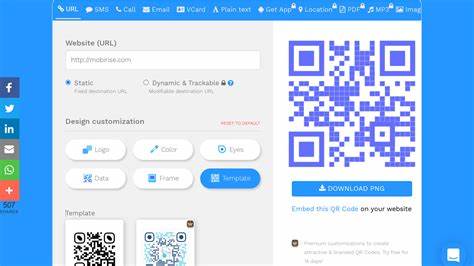 URL SMS Call Email VCard Plain text Get App Location PDF MP3 Imag
Website (URL)
http://mobirise.com
Static
Fixed destination URL
Dynamic & Trackable
Modifiable destination URL
Design customization
RESET TO DEFAULT
Logo Color Eyes
Data Frame Template
Template
507
SHARES
DOWNLOAD PNG
Embed this QR Code on your website
Premium customizations to create
attractive & branded QR Codes. Try free for
14 days!